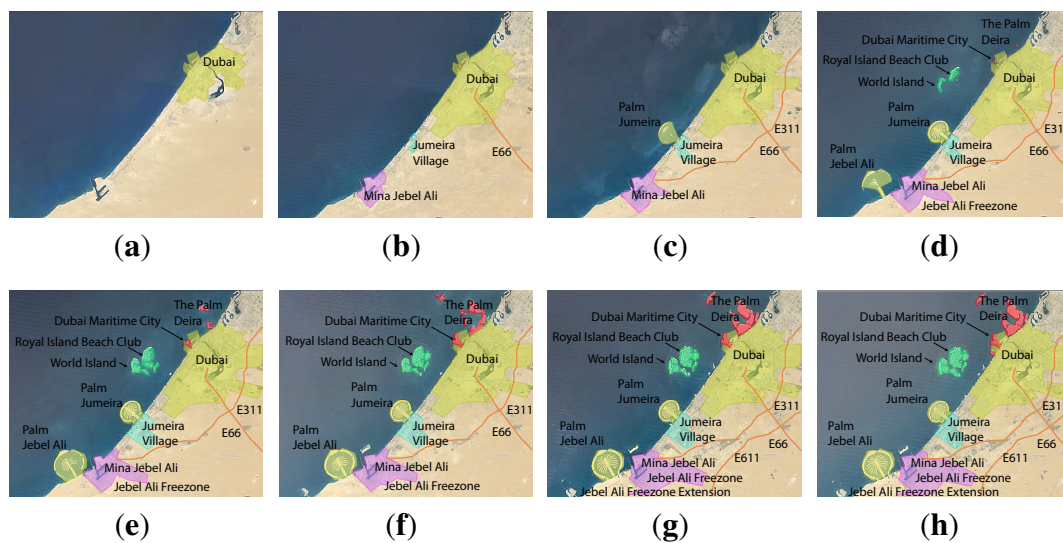 Dubai
(a)
Dubai
E66
Jumeira
Village
Mina Jebel Ali
(b)
Dubai
Palm
Jumeira
E311
Jumeira
Village
E66
Mina Jebel Ali
(c)
The Palm
Deira
Dubai Maritime City
Royal Island Beach Club
World Island
Dubai
Palm
Jumeira
E311
Palm
Jebel Ali
Jumeira
Village
E66
Mina Jebel Ali
Jebel Ali Freezone
(d)
The Palm
Deira
Dubai Maritime City
Royal Island Beach Club
World Island
Dubai
Palm
Jumeira
E311
Palm
Jebel Ali
Jumeira
Village
E66
Mina Jebel Ali
Jebel Ali Freezone
(e)
The Palm
Deira
Dubai Maritime City
Royal Island Beach Club
World Island
Dubai
Palm
Jumeira
E311
Palm
Jebel Ali
Jumeira
Village
E66
Mina Jebel Ali
Jebel Ali Freezone
(f)
The Palm
Deira
Dubai Maritime City
Royal Island Beach Club
World Island
Dubai
Palm
Jumeira
E311
Palm
Jebel Ali
Jumeira
Village
E66
E611
Mina Jebel Ali
Jebel Ali Freezone
Jebel Ali Freezone Extension
(g)
The Palm
Deira
Dubai Maritime City
Royal Island Beach Club
World Island
Dubai
Palm
Jumeira
E31
Palm
Jebel Ali
Jumeira
Village
E66
E611
Mina Jebel Ali
Jebel Ali Freezone
Jebel Ali Freezone Extension
(h)